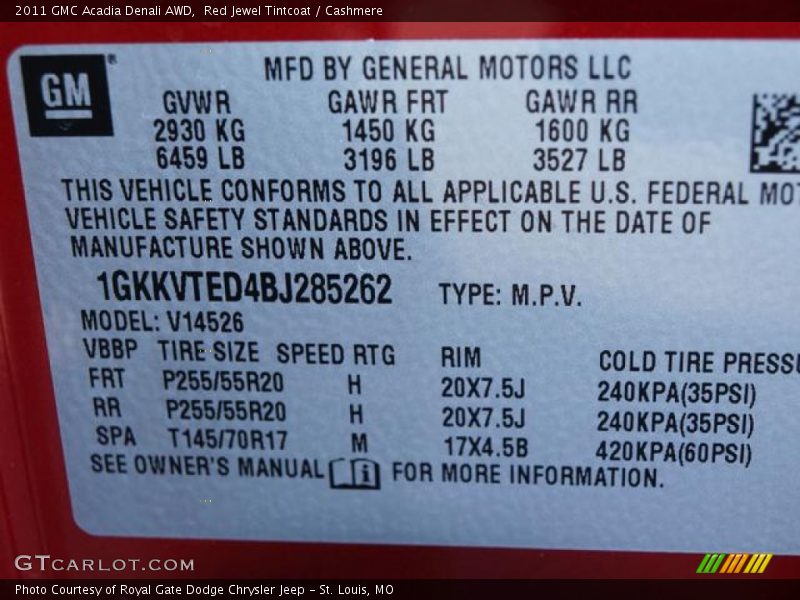 2011 GMC Acadia Denali AWD, Red Jewel Tintcoat / Cashmere
GM ®
MFD BY GENERAL MOTORS LLC
GVWR GAWR FRT GAWR RR
2930 KG 1450 KG 1600 KG
6459 LB 3196 LB 3527 LB
THIS VEHICLE CONFORMS TO ALL APPLICABLE U.S. FEDERAL MOT
VEHICLE SAFETY STANDARDS IN EFFECT ON THE DATE OF
MANUFACTURE SHOWN ABOVE.
1GKKVTED4BJ285262 TYPE: M.P.V.
MODEL: V14526
VBBP TIRE SIZE SPEED RTG RIM COLD TIRE PRESSU
FRT P255/55R20 H 20X7.5J 240KPA(35PSI)
RR P255/55R20 H 20X7.5J 240KPA(35PSI)
SPA T145/70R17 M 17X4.5B 420KPA(60PSI)
SEE OWNER'S MANUAL i FOR MORE INFORMATION.
GTCARLOT.COM
Photo Courtesy of Royal Gate Dodge Chrysler Jeep - St. Louis, MO